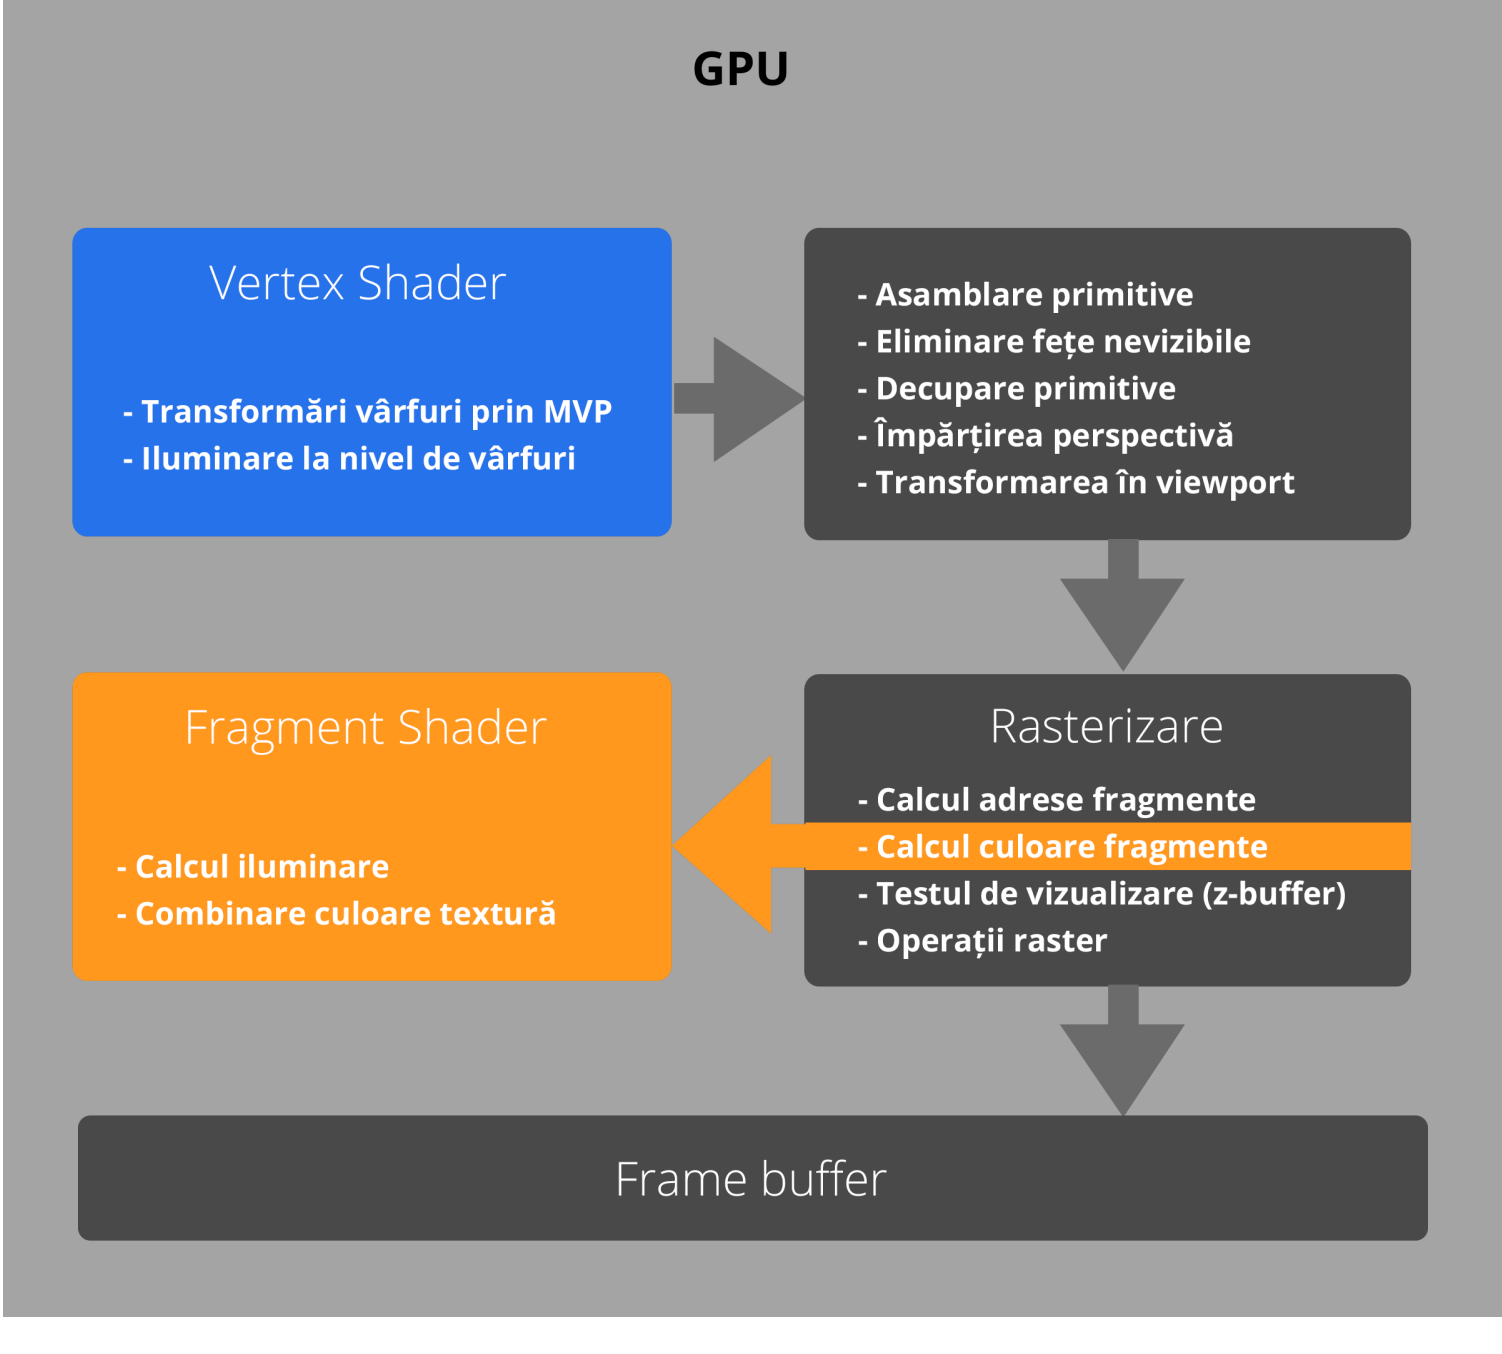 GPU
Vertex Shader
- Transformări vârfuri prin MVP
- Iluminare la nivel de vârfuri
- Asamblare primitive
- Eliminare fețe nevizibile
- Decupare primitive
- Împărțirea perspectivă
- Transformarea în viewport
Rasterizare
- Calcul adrese fragmente
- Calcul culoare fragmente
- Testul de vizualizare (z-buffer)
- Operații raster
Fragment Shader
- Calcul iluminare
- Combinare culoare textură
Frame buffer